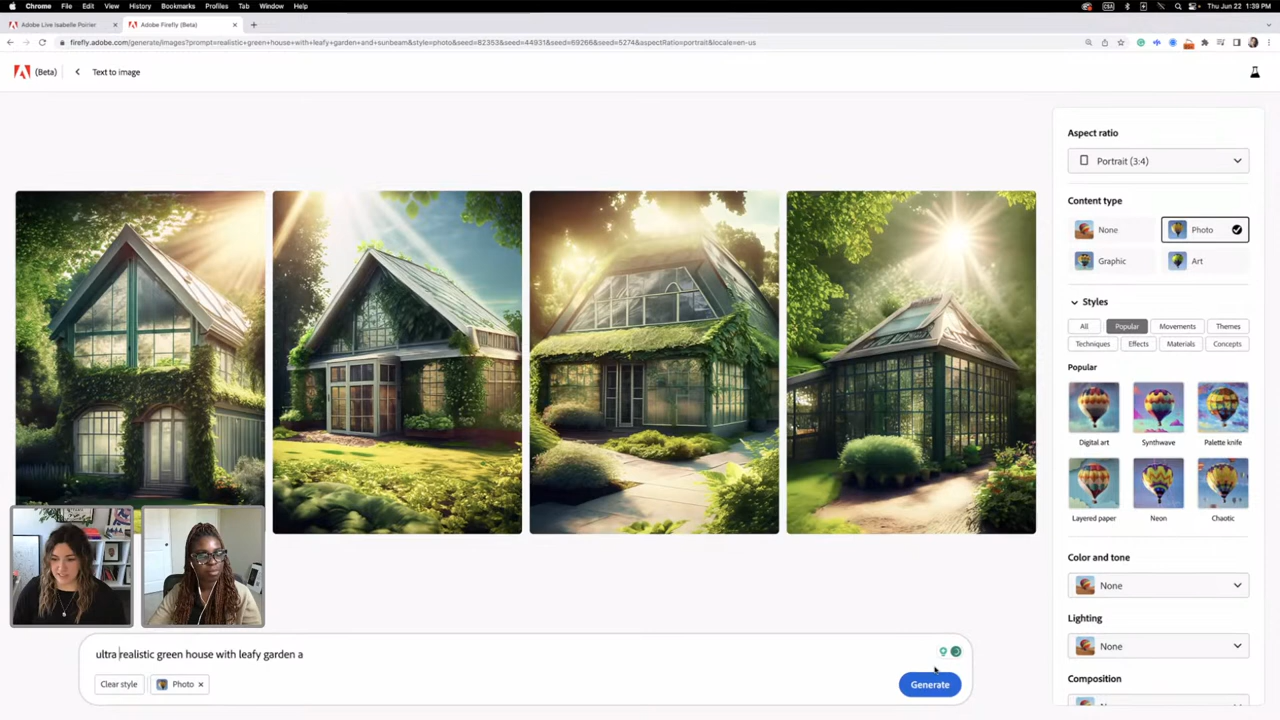 Chrome File Edit View History Bookmarks Profiles Tab Window Help
Thu Jun 22 1:39 PM
Adobe Live Isabelle Poirier
Adobe Firefly (Beta)
firefly.adobe.com/generate/images?prompt=realistic+green+house+with+leafy+garden+and+sunbeam&style=photo&seed=82353&seed=44931&seed=69266&seed=5274&aspectRatio=portrait&locale=en-us
(Beta)
Text to image
Aspect ratio
Portrait (3:4)
Content type
None
Photo
Graphic
Art
Styles
All Popular Movements Themes
Techniques Effects Materials Concepts
Popular
Digital art Synthwave Palette knife
Layered paper Neon Chaotic
Color and tone
None
Lighting
None
Composition
ultra realistic green house with leafy garden a
Clear style
Photo
Generate